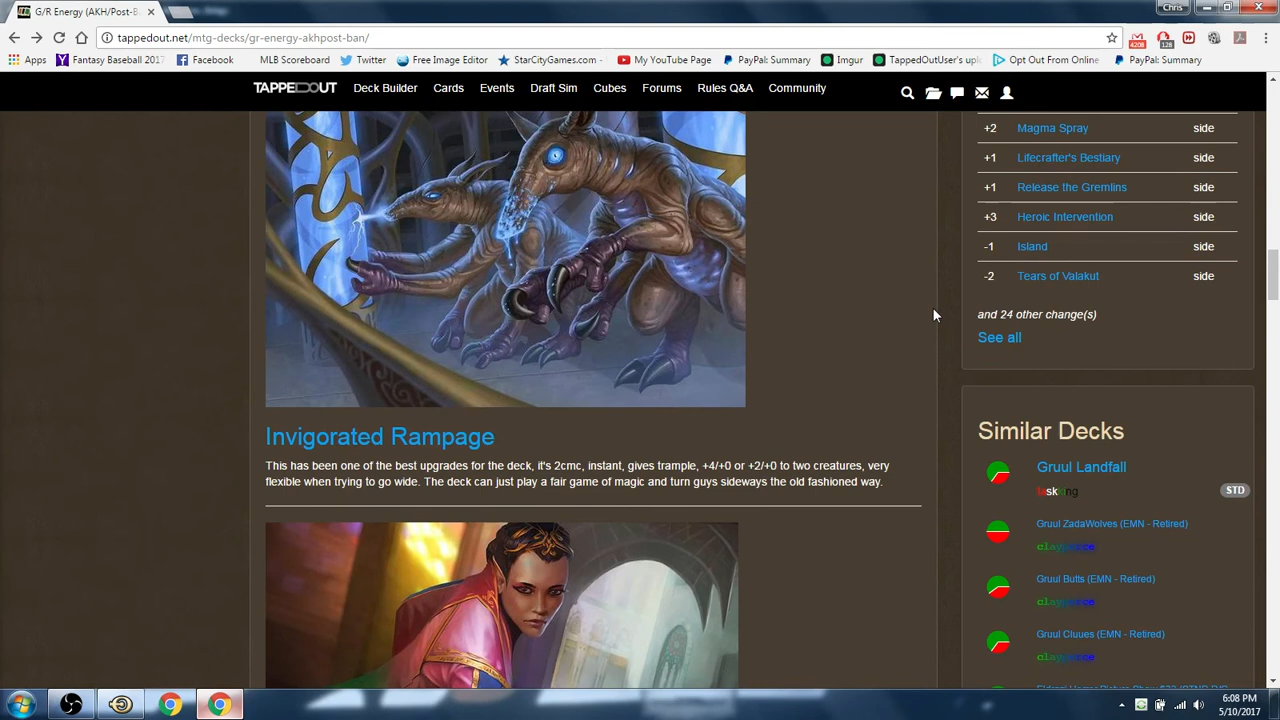 G/R Energy (AKH/Post-B
Chris
tappedout.net/mtg-decks/gr-energy-akhpost-ban/
4208
128
Apps
Fantasy Baseball 2017
Facebook
MLB Scoreboard
Twitter
Free Image Editor
StarCityGames.com -
My YouTube Page
PayPal: Summary
Imgur
TappedOutUser's upl
Opt Out From Online
PayPal: Summary
TAPPEDOUT
Deck Builder
Cards
Events
Draft Sim
Cubes
Forums
Rules Q&A
Community
+2 Magma Spray side
+1 Lifecrafter's Bestiary side
+1 Release the Gremlins side
+3 Heroic Intervention side
-1 Island side
-2 Tears of Valakut side
and 24 other change(s)
See all
Invigorated Rampage
This has been one of the best upgrades for the deck, it's 2cmc, instant, gives trample, +4/+0 or +2/+0 to two creatures, very
flexible when trying to go wide. The deck can just play a fair game of magic and turn guys sideways the old fashioned way.
Similar Decks
Gruul Landfall
STD
Gruul ZadaWolves (EMN - Retired)
Gruul Butts (EMN - Retired)
Gruul Cluues (EMN - Retired)
6:08 PM
5/10/2017